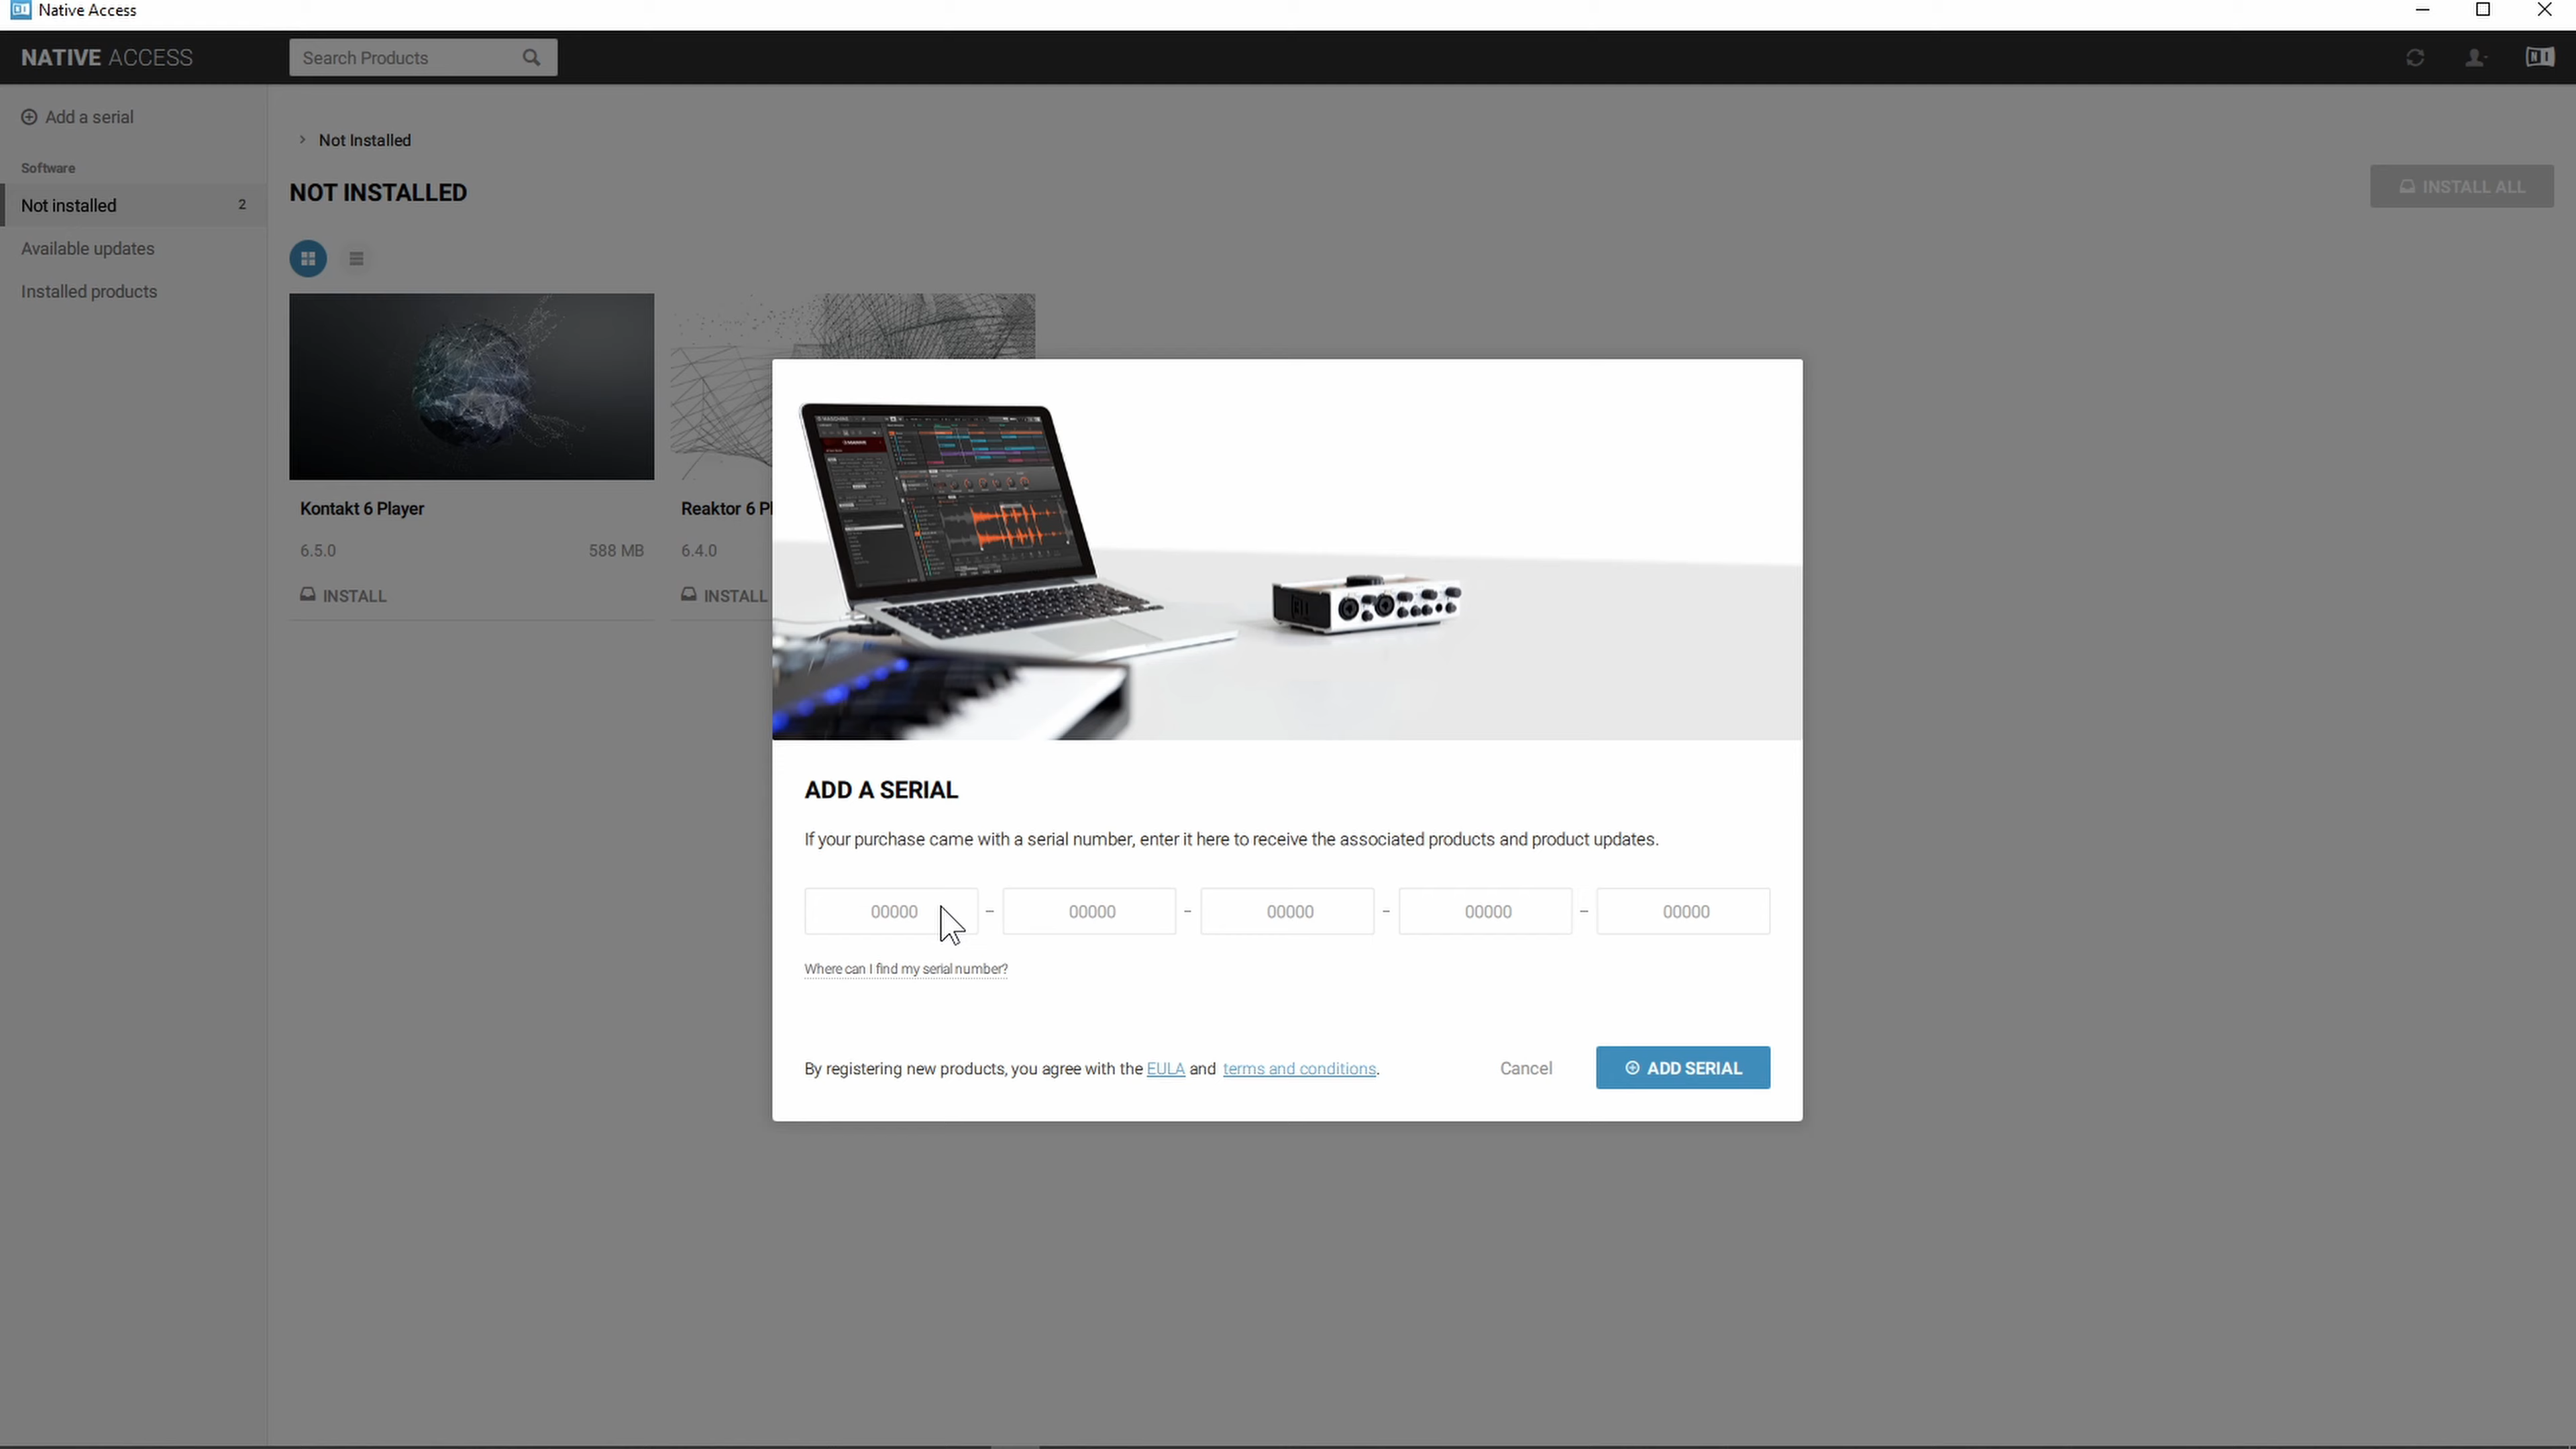 Native Access
NATIVE ACCESS
Search Products
Add a serial
Software
Not installed 2
Available updates
Installed products
> Not Installed
NOT INSTALLED
INSTALL ALL
Kontakt 6 Player
6.5.0 588 MB
INSTALL
Reaktor 6 Pl
6.4.0
INSTALL
ADD A SERIAL
If your purchase came with a serial number, enter it here to receive the associated products and product updates.
00000 - 00000 - 00000 - 00000 - 00000
Where can I find my serial number?
By registering new products, you agree with the EULA and terms and conditions.
Cancel
ADD SERIAL